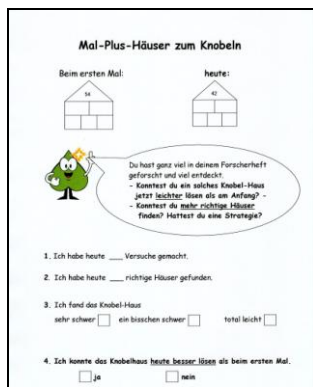 Mal-Plus-Häuser zum Knobeln
Beim ersten Mal: heute:
54 42
Du hast ganz viel in deinem Forscherheft
geforscht und viel entdeckt.
- Konntest du ein solches Knobel-Haus
jetzt leichter lösen als am Anfang? -
- Konntest du mehr richtige Häuser
finden? Hattest du eine Strategie?
1. Ich habe heute ___ Versuche gemacht.
2. Ich habe heute ___ richtige Häuser gefunden.
3. Ich fand das Knobel-Haus
sehr schwer ein bisschen schwer total leicht
4. Ich konnte das Knobelhaus heute besser lösen als beim ersten Mal.
ja nein